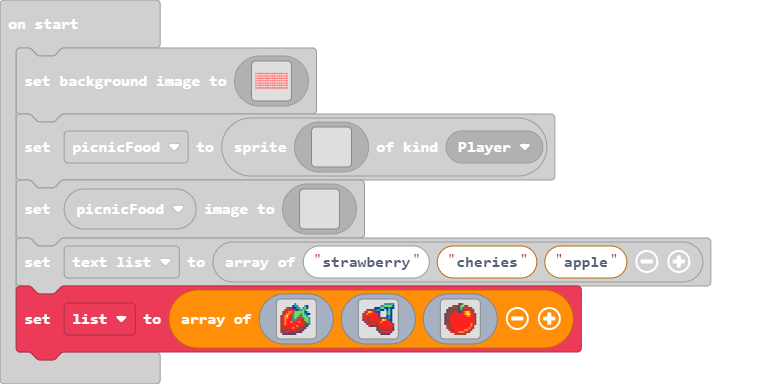 on start
set background image to
set picnicFood to sprite of kind Player
set picnicFood image to
set text list to array of "strawberry" "cheries" "apple"
set list to array of